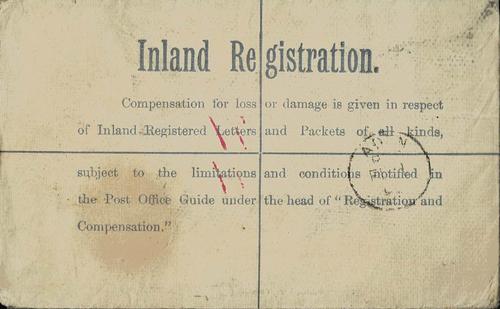 Inland Registration.
Compensation for loss or damage is given in respect
of Inland Registered Letters and Packets of all kinds,
subject to the limitations and conditions notified in
the Post Office Guide under the head of "Registration and
Compensation."